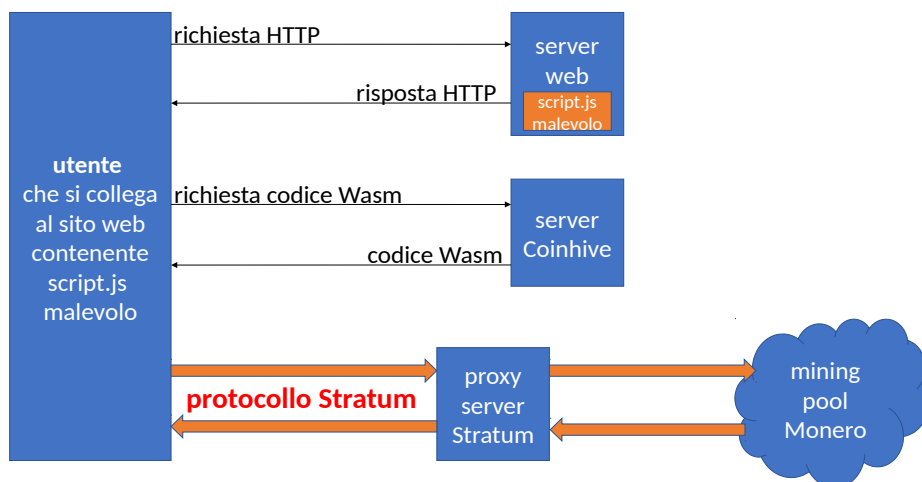 richiesta HTTP
risposta HTTP
server
web
script.js
malevolo
utente
che si collega
al sito web
contenente
script.js
malevolo
richiesta codice Wasm
codice Wasm
server
Coinhive
protocollo Stratum
proxy
server
Stratum
mining
pool
Monero